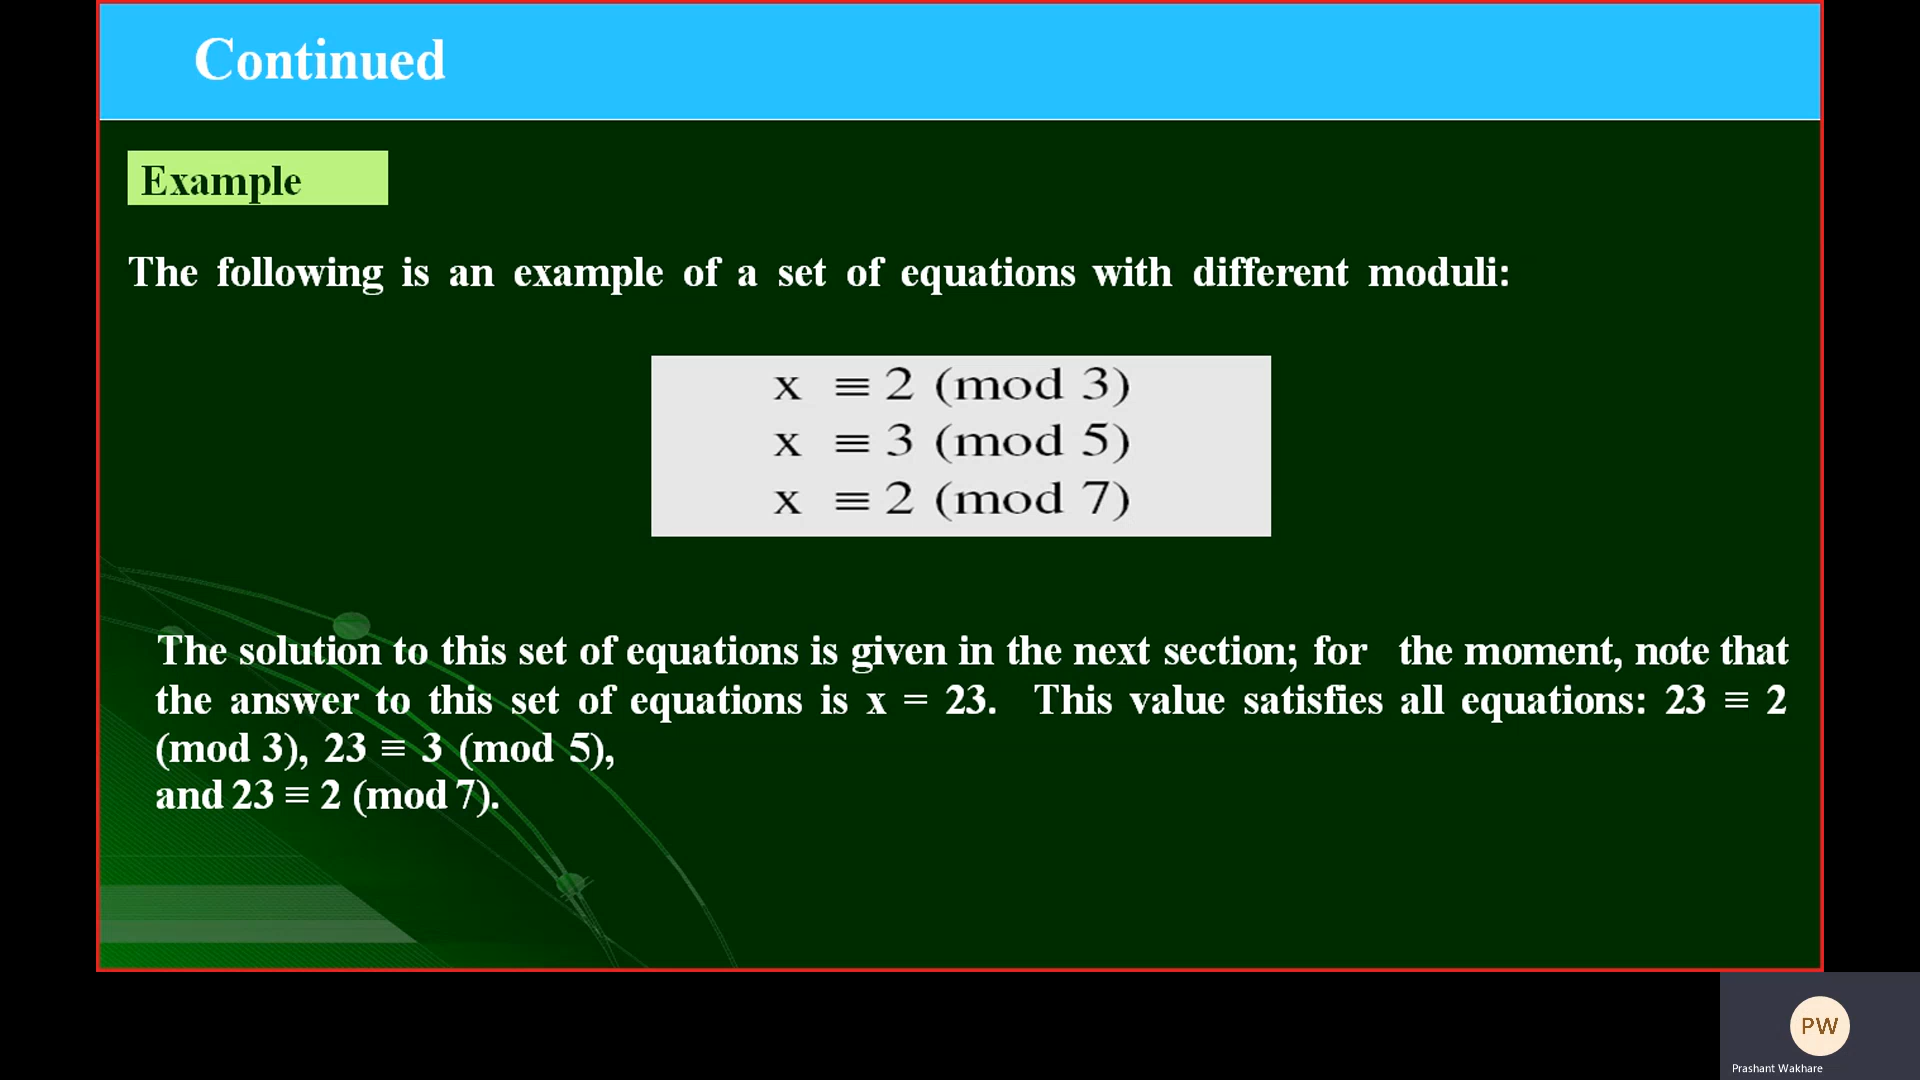 Continued
Example
The following is an example of a set of equations with different moduli:
x ≡ 2 (mod 3)
x ≡ 3 (mod 5)
x ≡ 2 (mod 7)
The solution to this set of equations is given in the next section; for the moment, note that
the answer to this set of equations is x = 23. This value satisfies all equations: 23 ≡ 2
(mod 3), 23 ≡ 3 (mod 5),
and 23 ≡ 2 (mod 7).
PW
Prashant Wakhare